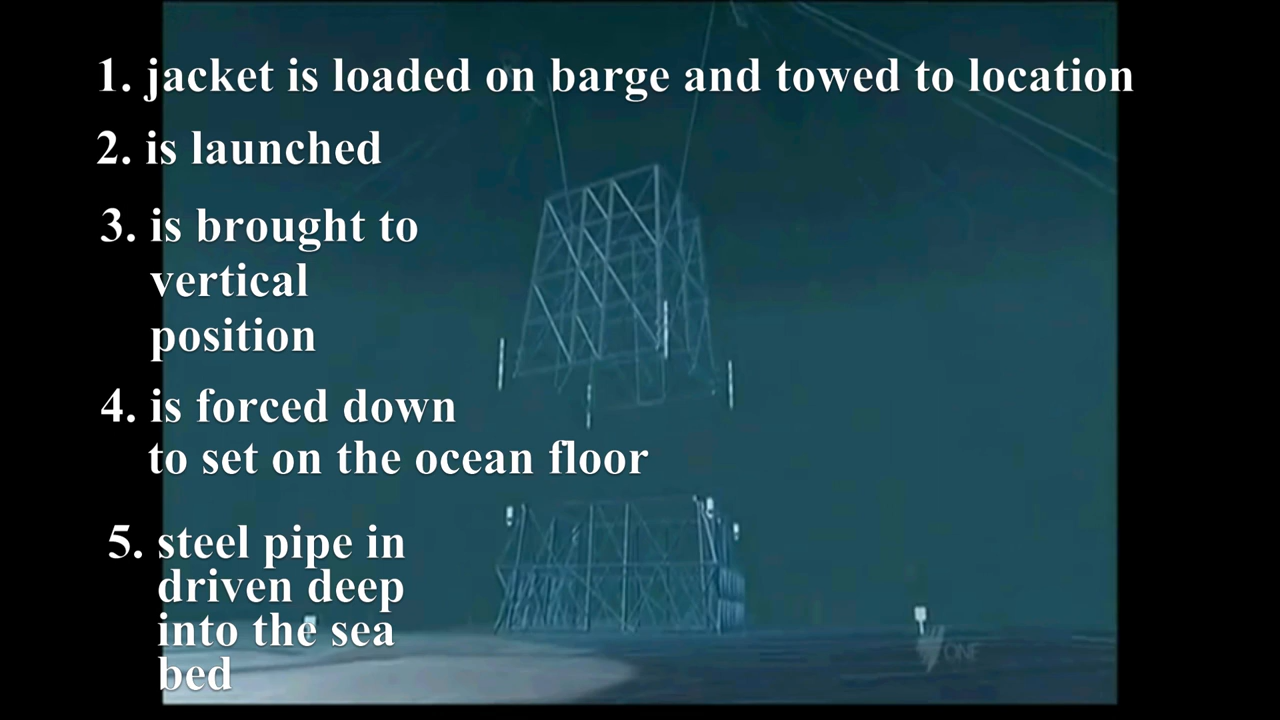 1. jacket is loaded on barge and towed to location
2. is launched
3. is brought to
vertical
position
4. is forced down
to set on the ocean floor
5. steel pipe in
driven deep
into the sea
bed
ONE